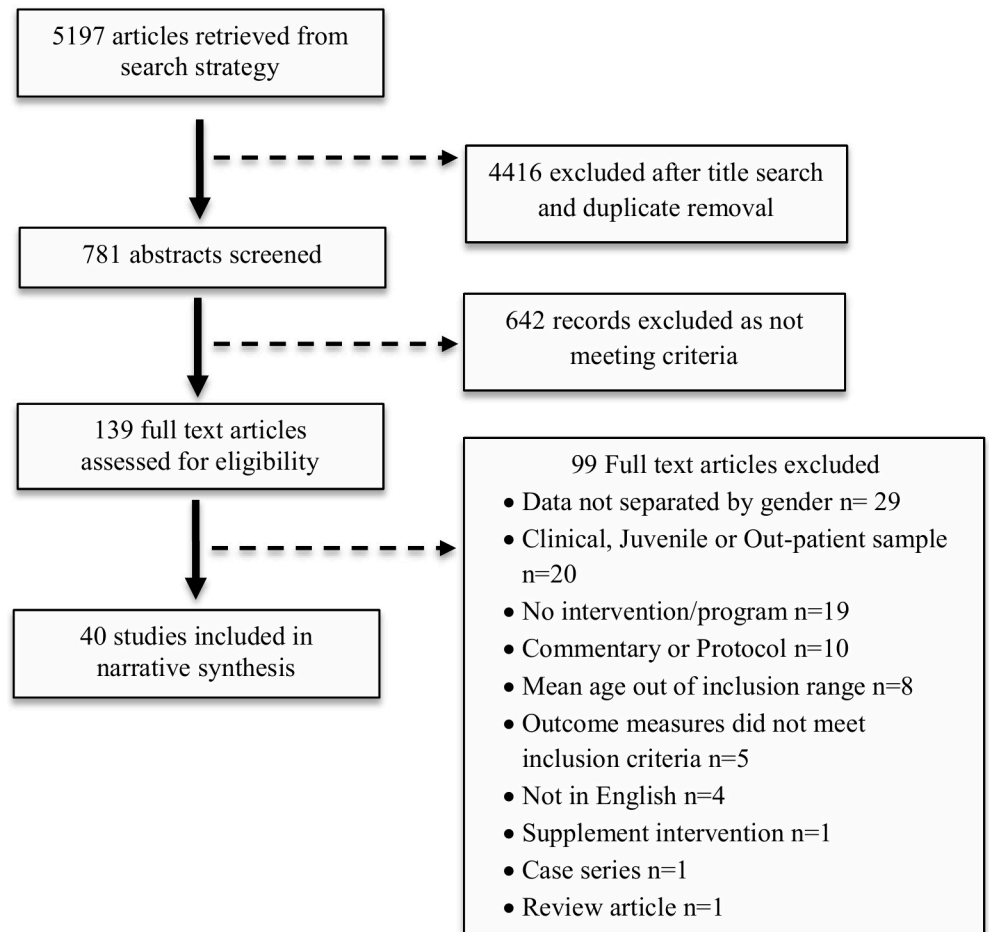 5197 articles retrieved from
search strategy
4416 excluded after title search
and duplicate removal
781 abstracts screened
642 records excluded as not
meeting criteria
139 full text articles
assessed for eligibility
99 Full text articles excluded
• Data not separated by gender n= 29
• Clinical, Juvenile or Out-patient sample
n=20
• No intervention/program n=19
• Commentary or Protocol n=10
• Mean age out of inclusion range n=8
• Outcome measures did not meet
inclusion criteria n=5
• Not in English n=4
• Supplement intervention n=1
• Case series n=1
• Review article n=1
40 studies included in
narrative synthesis